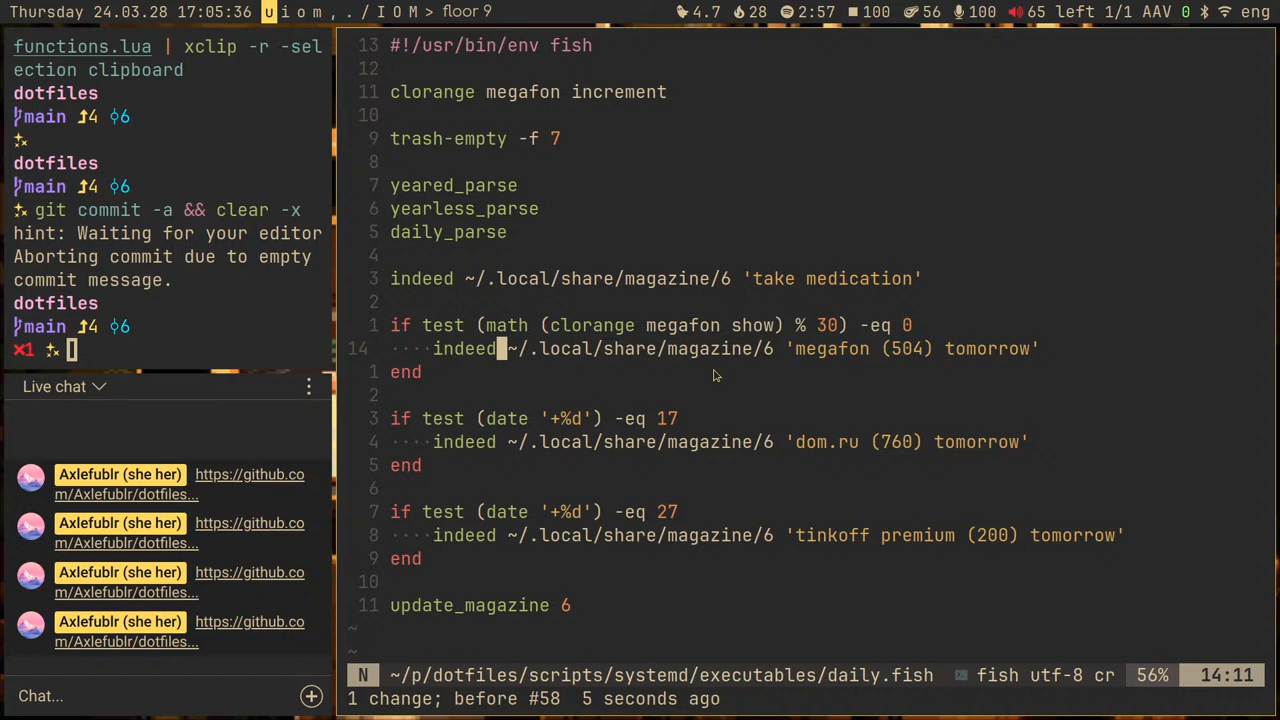 Thursday 24.03.28 17:05:36 u i o m , . / I O M > floor 9 4.7 28 2:57 100 56 100 65 left 1/1 AAV 0 eng
functions.lua | xclip -r -sel
ection clipboard
dotfiles
main 4 6
dotfiles
main 4 6
git commit -a && clear -x
hint: Waiting for your editor
Aborting commit due to empty
commit message.
dotfiles
main 4 6
1
Live chat
Axlefublr (she her) https://github.co
m/Axlefublr/dotfiles...
Axlefublr (she her) https://github.co
m/Axlefublr/dotfiles...
Axlefublr (she her) https://github.co
m/Axlefublr/dotfiles...
Axlefublr (she her) https://github.co
m/Axlefublr/dotfiles...
Chat...
13 #!/usr/bin/env fish
12
11 clorange megafon increment
10
9 trash-empty -f 7
8
7 yeared_parse
6 yearless_parse
5 daily_parse
4
3 indeed ~/.local/share/magazine/6 'take medication'
2
1 if test (math (clorange megafon show) % 30) -eq 0
14 ····indeed ~/.local/share/magazine/6 'megafon (504) tomorrow'
1 end
2
3 if test (date '+%d') -eq 17
4 ····indeed ~/.local/share/magazine/6 'dom.ru (760) tomorrow'
5 end
6
7 if test (date '+%d') -eq 27
8 ····indeed ~/.local/share/magazine/6 'tinkoff premium (200) tomorrow'
9 end
10
11 update_magazine 6
~
~
N ~/p/dotfiles/scripts/systemd/executables/daily.fish fish utf-8 cr 56% 14:11
1 change; before #58 5 seconds ago